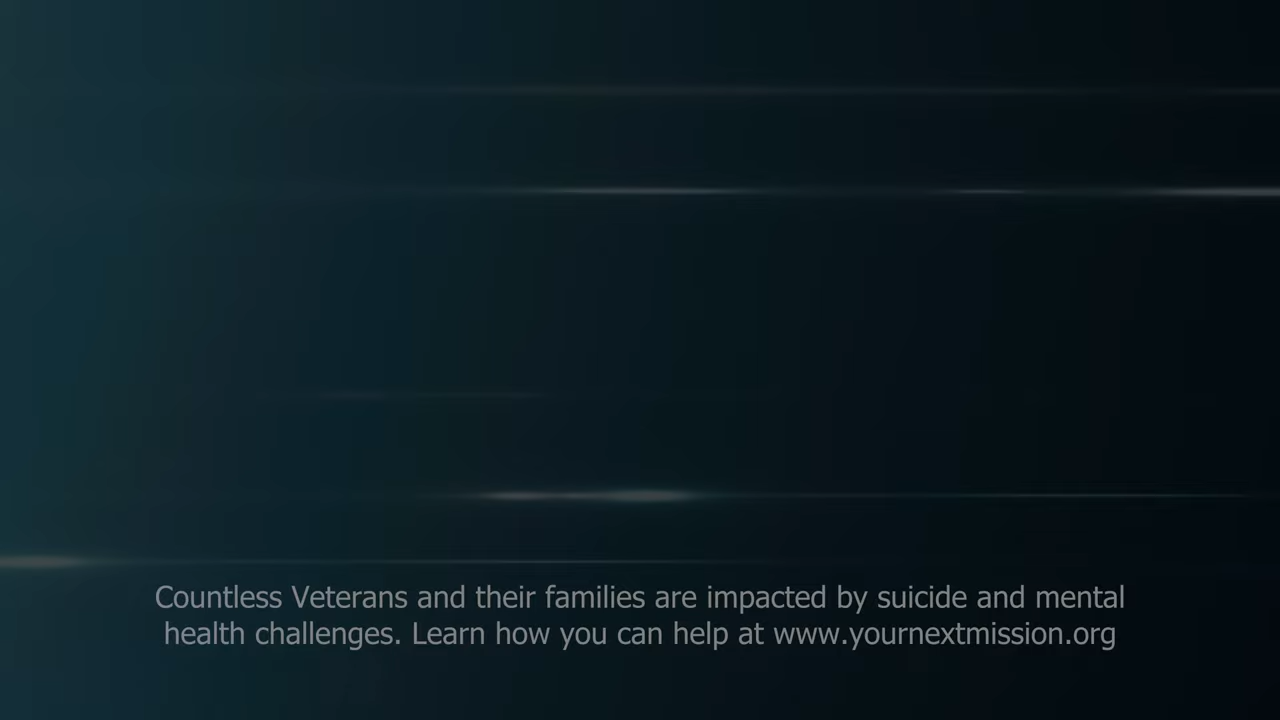 Countless Veterans and their families are impacted by suicide and mental
health challenges. Learn how you can help at www.yournextmission.org